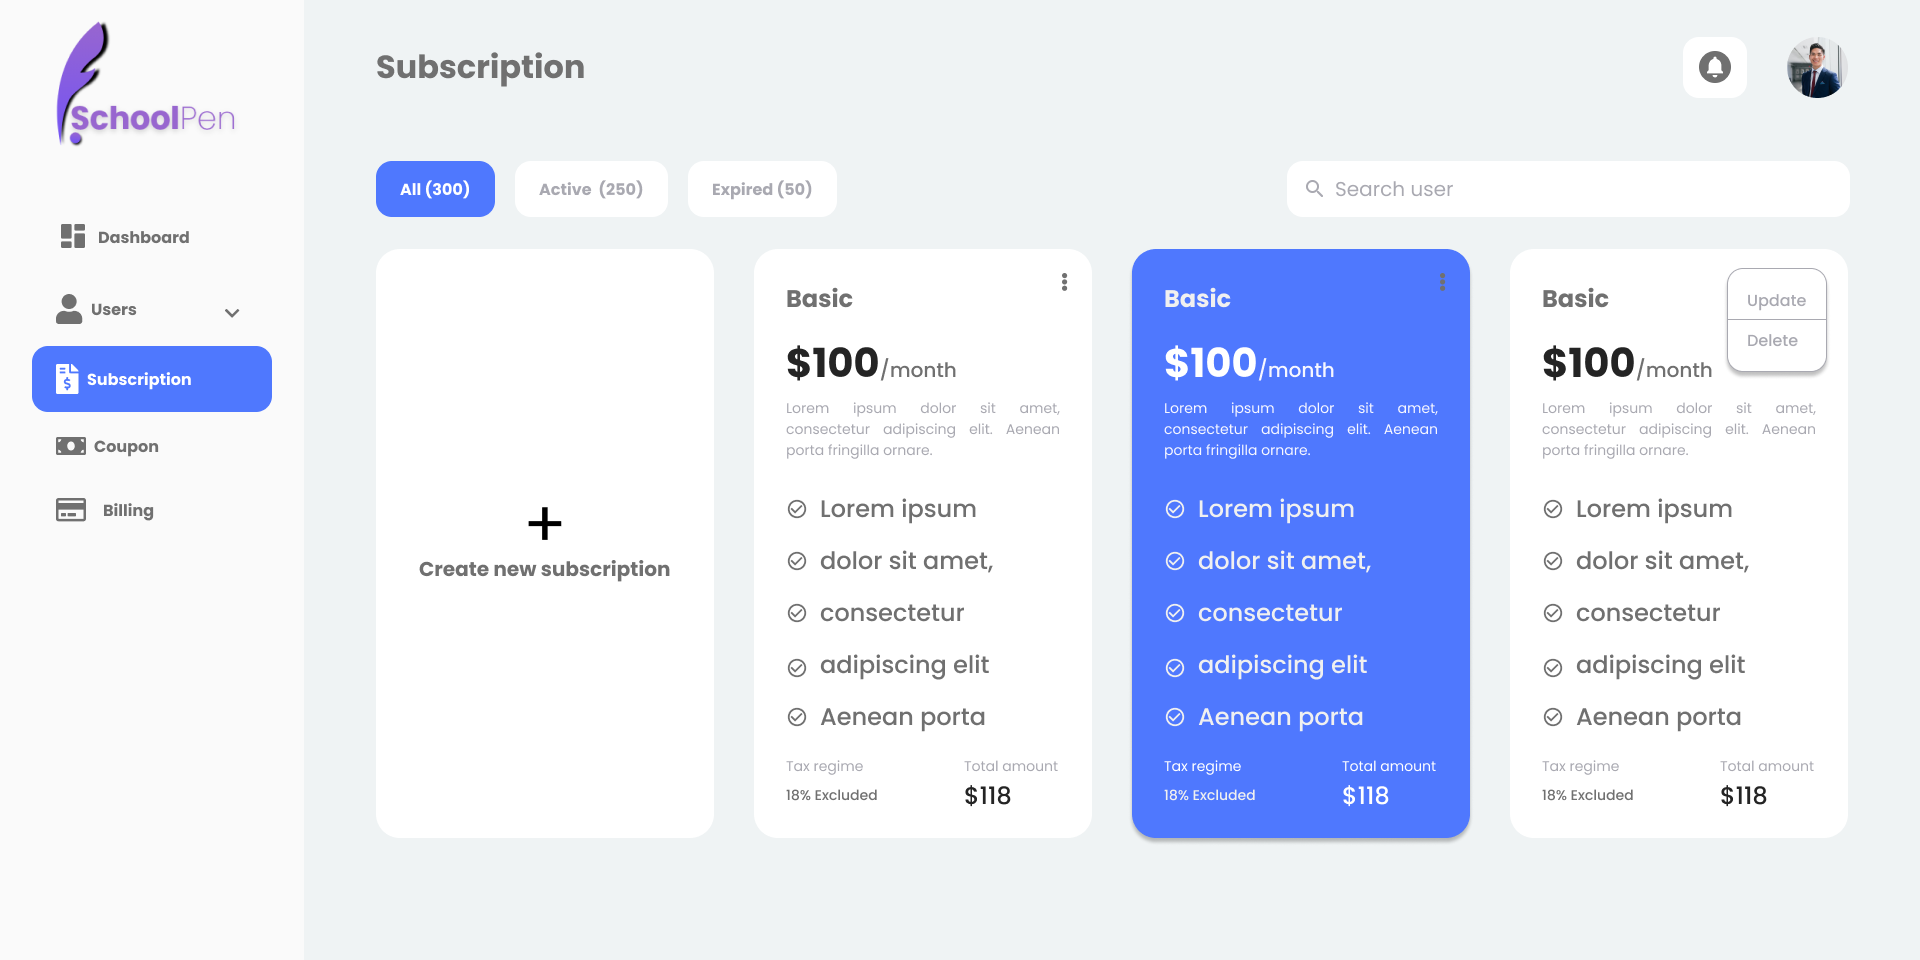 SchoolPen
Dashboard
Users
Subscription
Coupon
Billing
Subscription
All (300)
Active (250)
Expired (50)
Search user
Create new subscription
Basic
$100/month
Lorem ipsum dolor sit amet,
consectetur adipiscing elit. Aenean
porta fringilla ornare.
Lorem ipsum
dolor sit amet,
consectetur
adipiscing elit
Aenean porta
Tax regime
18% Excluded
Total amount
$118
Basic
$100/month
Lorem ipsum dolor sit amet,
consectetur adipiscing elit. Aenean
porta fringilla ornare.
Lorem ipsum
dolor sit amet,
consectetur
adipiscing elit
Aenean porta
Tax regime
18% Excluded
Total amount
$118
Basic
Update
Delete
$100/month
Lorem ipsum dolor sit amet,
consectetur adipiscing elit. Aenean
porta fringilla ornare.
Lorem ipsum
dolor sit amet,
consectetur
adipiscing elit
Aenean porta
Tax regime
18% Excluded
Total amount
$118